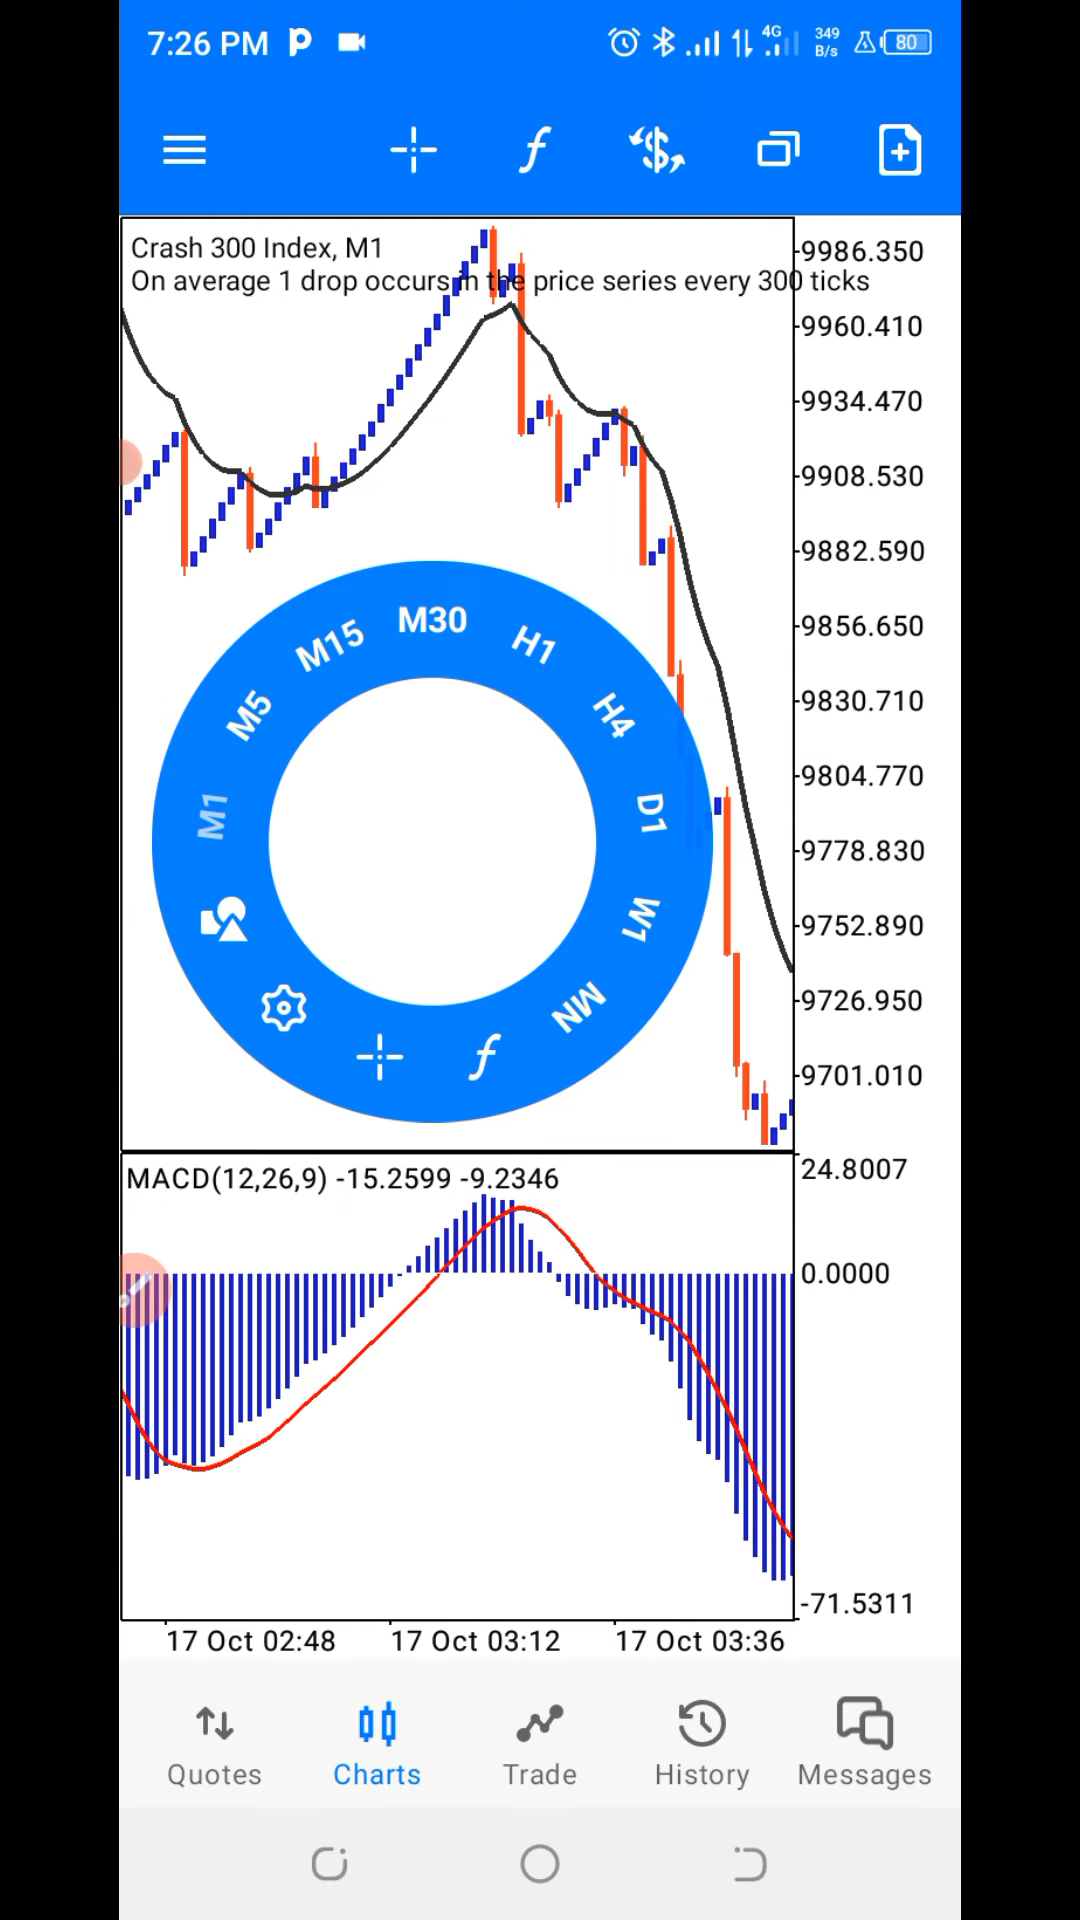 7:26 PM
4G
349
B/s
80
Crash 300 Index, M1
On average 1 drop occurs in the price series every 300 ticks
9986.350
9960.410
9934.470
9908.530
9882.590
9856.650
9830.710
9804.770
9778.830
9752.890
9726.950
9701.010
M1
M5
M15
M30
H1
H4
D1
W1
MN
MACD(12,26,9) -15.2599 -9.2346
24.8007
0.0000
-71.5311
17 Oct 02:48
17 Oct 03:12
17 Oct 03:36
Quotes
Charts
Trade
History
Messages